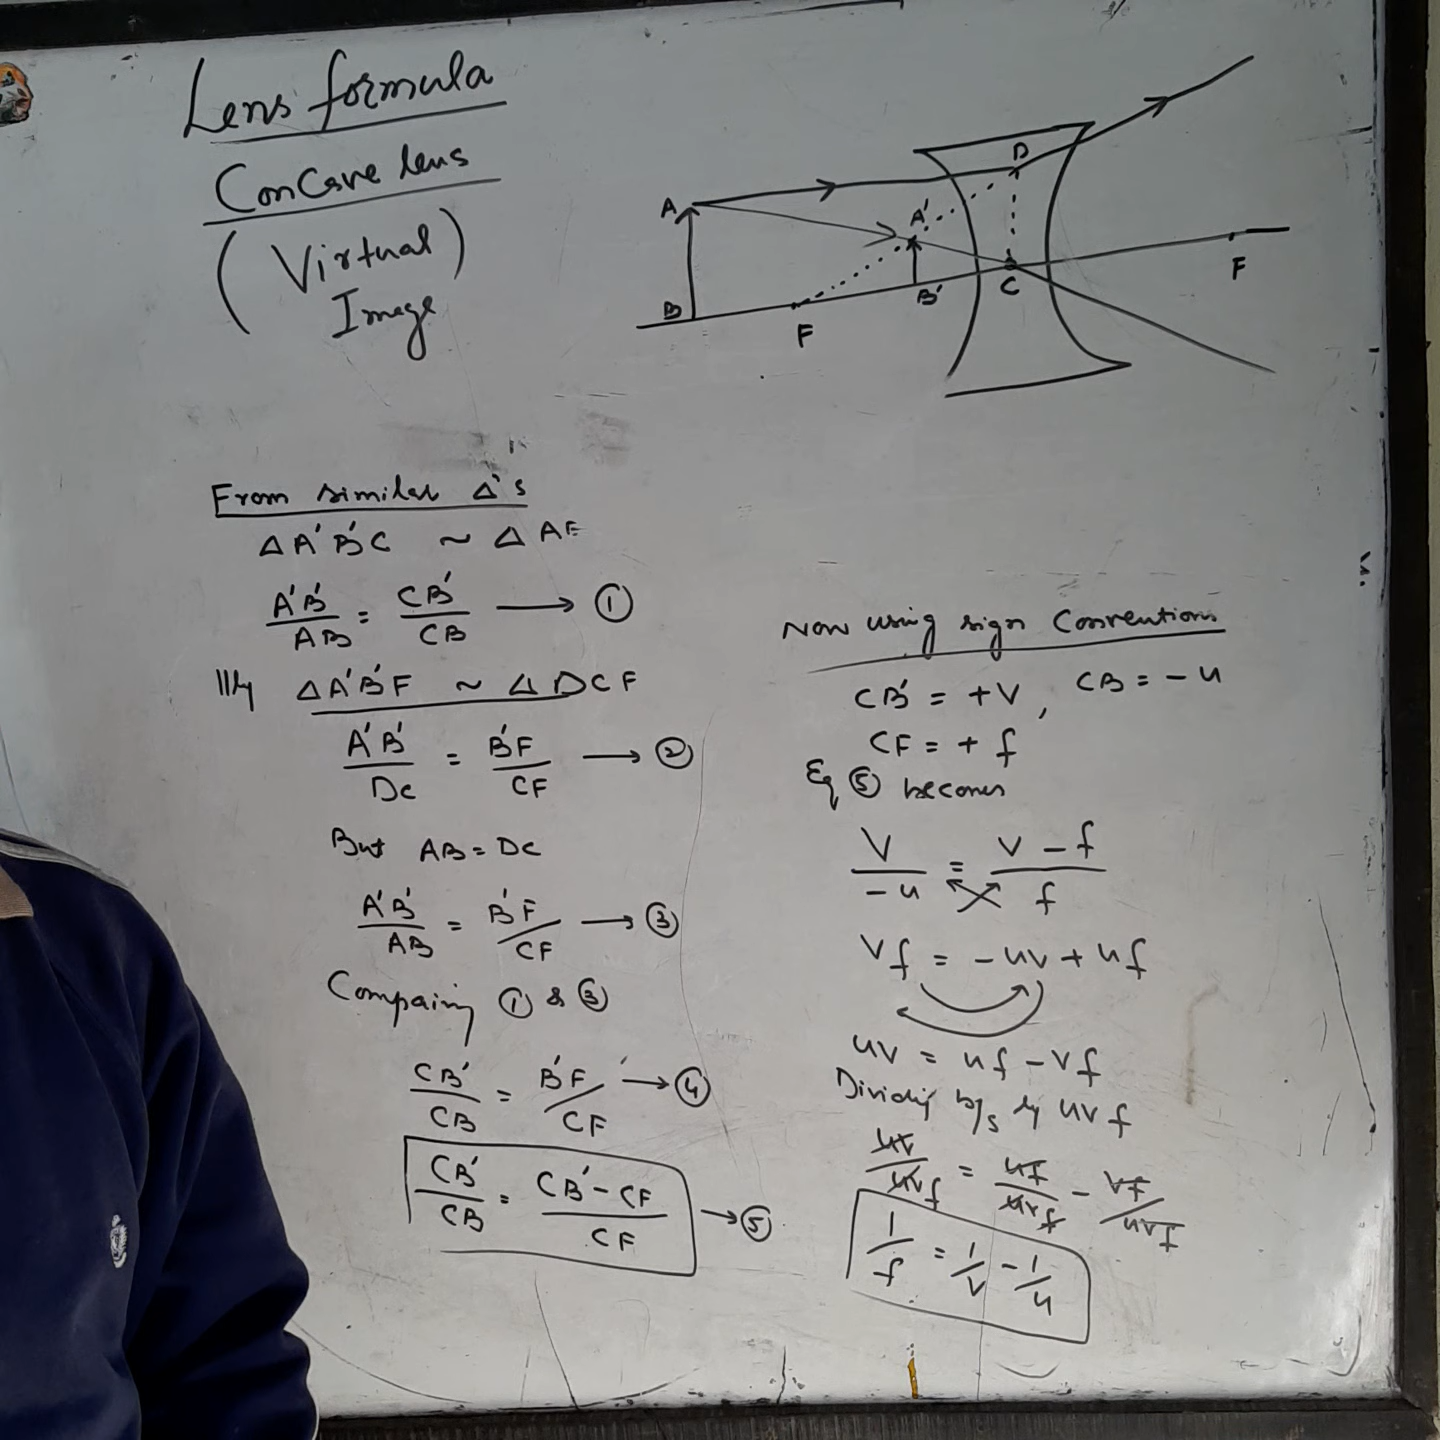 Lens formula
Concave lens
(Virtual)
Image
A
B
F
A'
B'
D
C
F
From similar Δ's
ΔA'B'C ~ ΔAF
A'B'/AB = CB'/CB → ①
IIIly ΔA'B'F ~ ΔDCF
A'B'/DC = B'F/CF → ②
But AB = DC
A'B'/AB = B'F/CF → ③
Compairing ① & ③
CB'/CB = B'F/CF → ④
CB'/CB = CB'-CF/CF → ⑤
Now using sign Conventions
CB' = +V, CB = -u
CF = +f
Eq ⑤ becomes
V/-u = V-f/f
Vf = -uv + uf
uv = uf - vf
Dividing b/s by uvf
uv/uvf = uf/uvf - vf/uvf
1/f = 1/v - 1/u